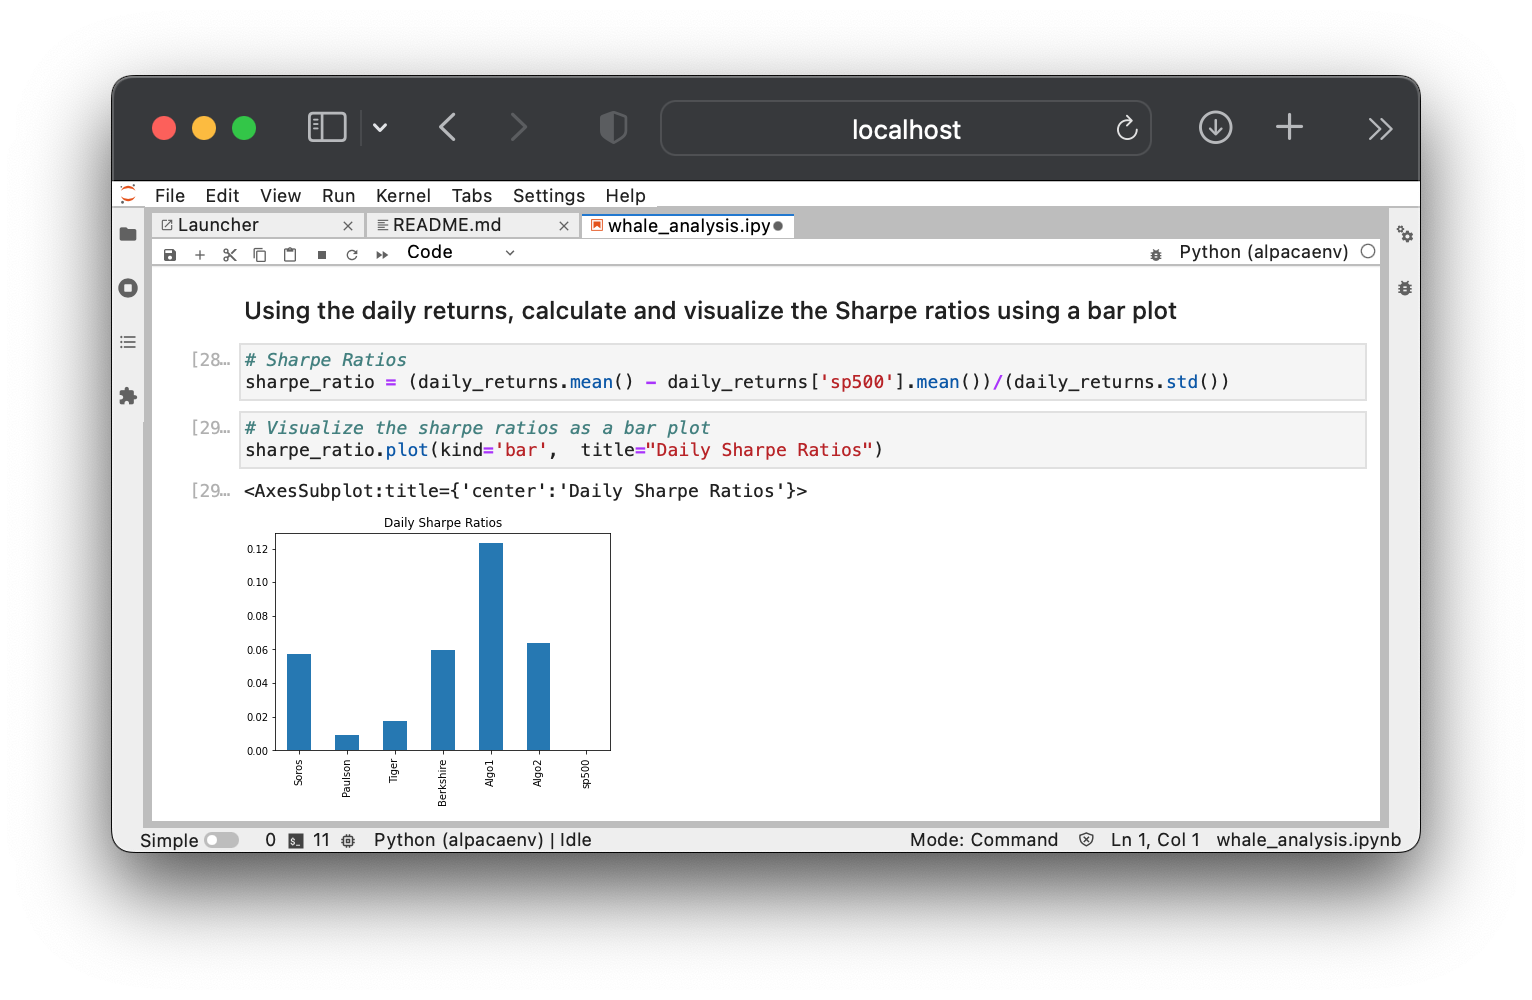 localhost
File Edit View Run Kernel Tabs Settings Help
Launcher README.md whale_analysis.ipy
Code Python (alpacaenv)
Using the daily returns, calculate and visualize the Sharpe ratios using a bar plot
[28… # Sharpe Ratios
sharpe_ratio = (daily_returns.mean() - daily_returns['sp500'].mean())/(daily_returns.std())
[29… # Visualize the sharpe ratios as a bar plot
sharpe_ratio.plot(kind='bar',  title="Daily Sharpe Ratios")
[29… <AxesSubplot:title={'center':'Daily Sharpe Ratios'}>
Daily Sharpe Ratios
0.12
0.10
0.08
0.06
0.04
0.02
0.00
Soros Paulson Tiger Berkshire Algo1 Algo2 sp500
Simple 0 $_ 11 Python (alpacaenv) | Idle Mode: Command Ln 1, Col 1 whale_analysis.ipynb